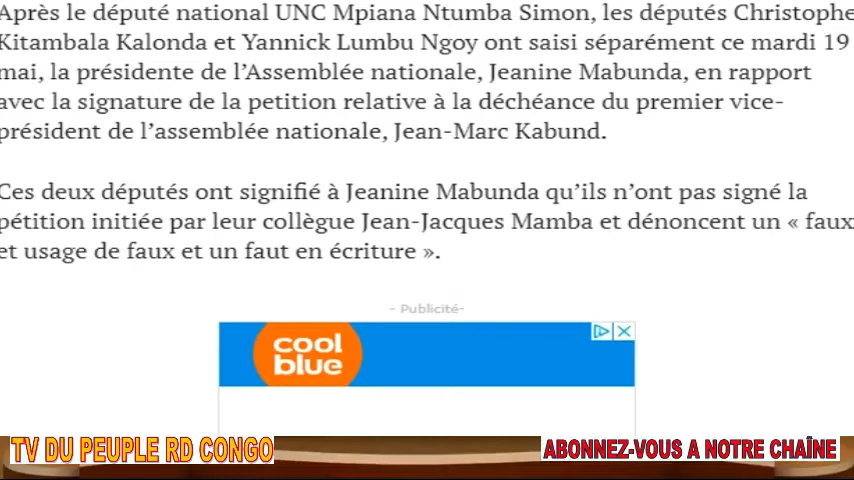 Après le député national UNC Mpiana Ntumba Simon, les députés Christophe
Kitambala Kalonda et Yannick Lumbu Ngoy ont saisi séparément ce mardi 19
mai, la présidente de l'Assemblée nationale, Jeanine Mabunda, en rapport
avec la signature de la petition relative à la déchéance du premier vice-
président de l'assemblée nationale, Jean-Marc Kabund.
Ces deux députés ont signifié à Jeanine Mabunda qu'ils n'ont pas signé la
pétition initiée par leur collègue Jean-Jacques Mamba et dénoncent un « faux
et usage de faux et un faut en écriture ».
- Publicité-
cool
blue
TV DU PEUPLE RD CONGO
ABONNEZ-VOUS A NOTRE CHAÎNE